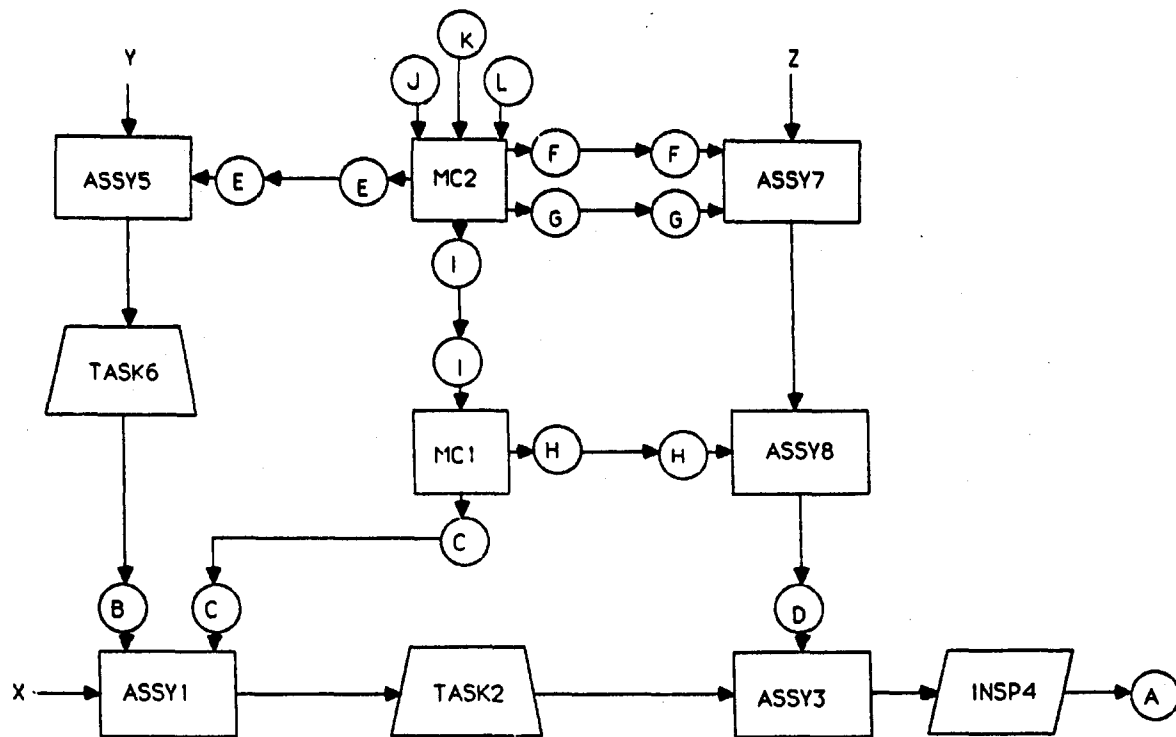 K
Y
J
L
Z
F
F
ASSY5
E
E
MC2
ASSY7
G
G
I
I
TASK6
MC1
H
H
ASSY8
C
B
C
D
X
ASSY1
TASK2
ASSY3
INSP4
A